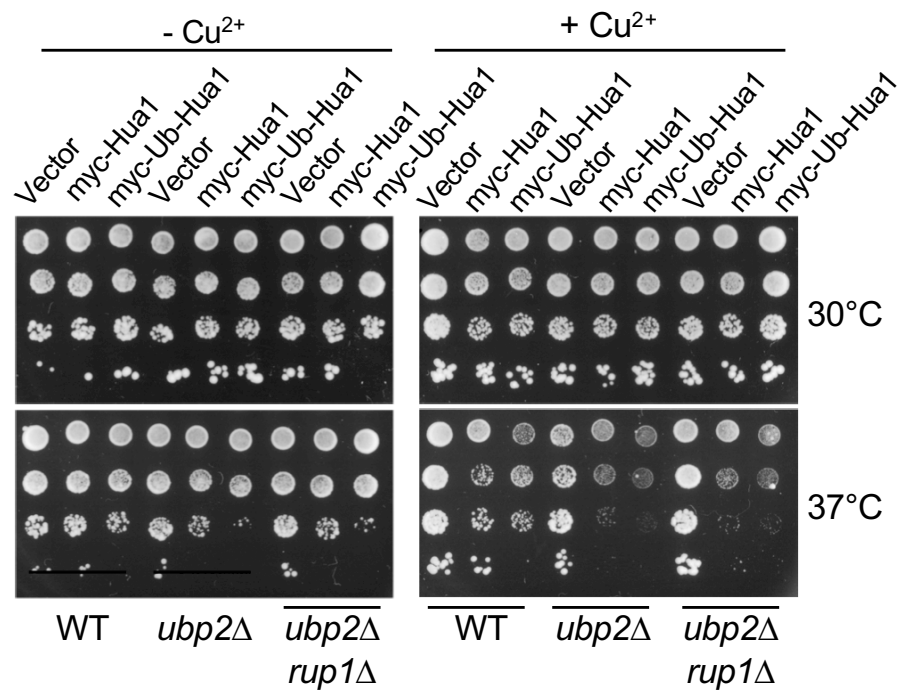 - Cu²⁺ + Cu²⁺
Vector myc-Hua1 myc-Ub-Hua1 Vector myc-Hua1 myc-Ub-Hua1 Vector myc-Hua1 myc-Ub-Hua1 Vector myc-Hua1 myc-Ub-Hua1 Vector myc-Hua1 myc-Ub-Hua1 Vector myc-Hua1 myc-Ub-Hua1
30°C
37°C
WT ubp2Δ ubp2Δ WT ubp2Δ ubp2Δ
rup1Δ rup1Δ